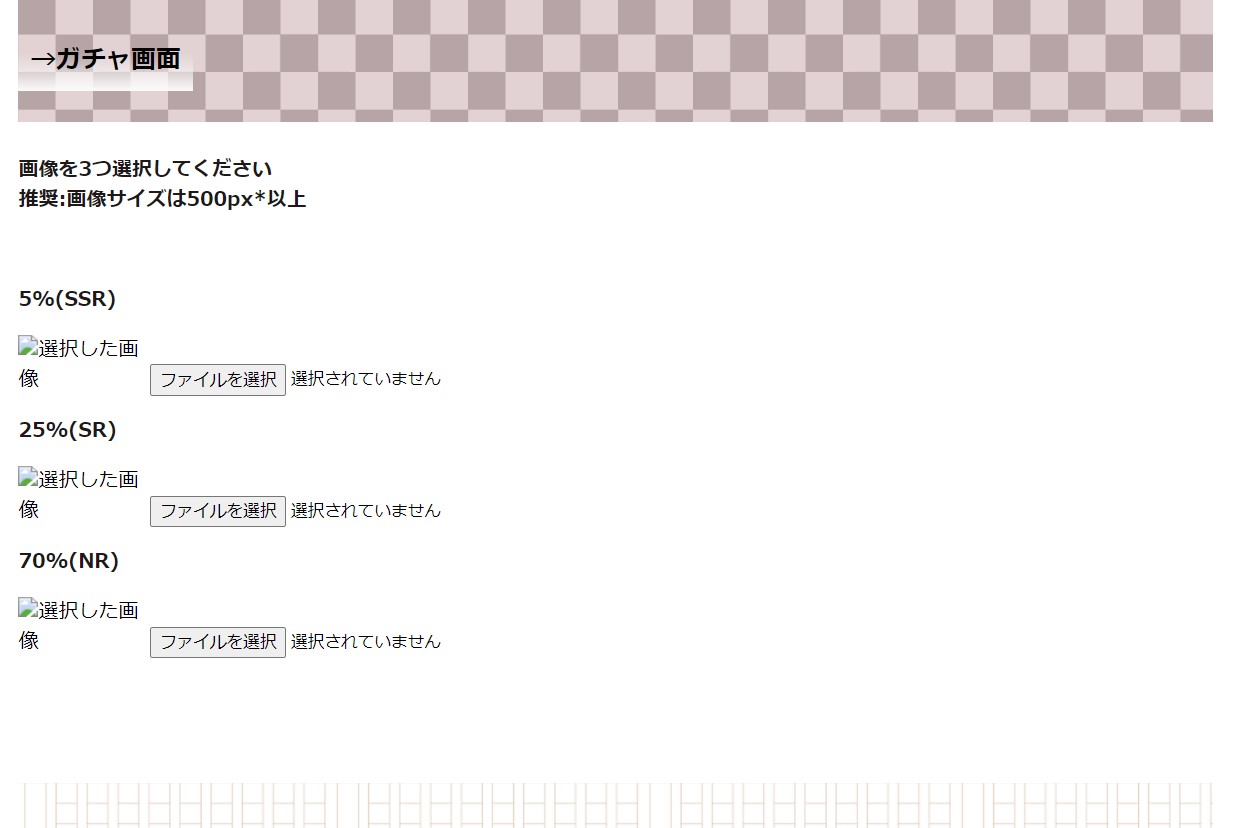 →ガチャ画面
画像を3つ選択してください
推奨:画像サイズは500px*以上
5%(SSR)
選択した画
像
ファイルを選択 選択されていません
25%(SR)
選択した画
像
ファイルを選択 選択されていません
70%(NR)
選択した画
像
ファイルを選択 選択されていません